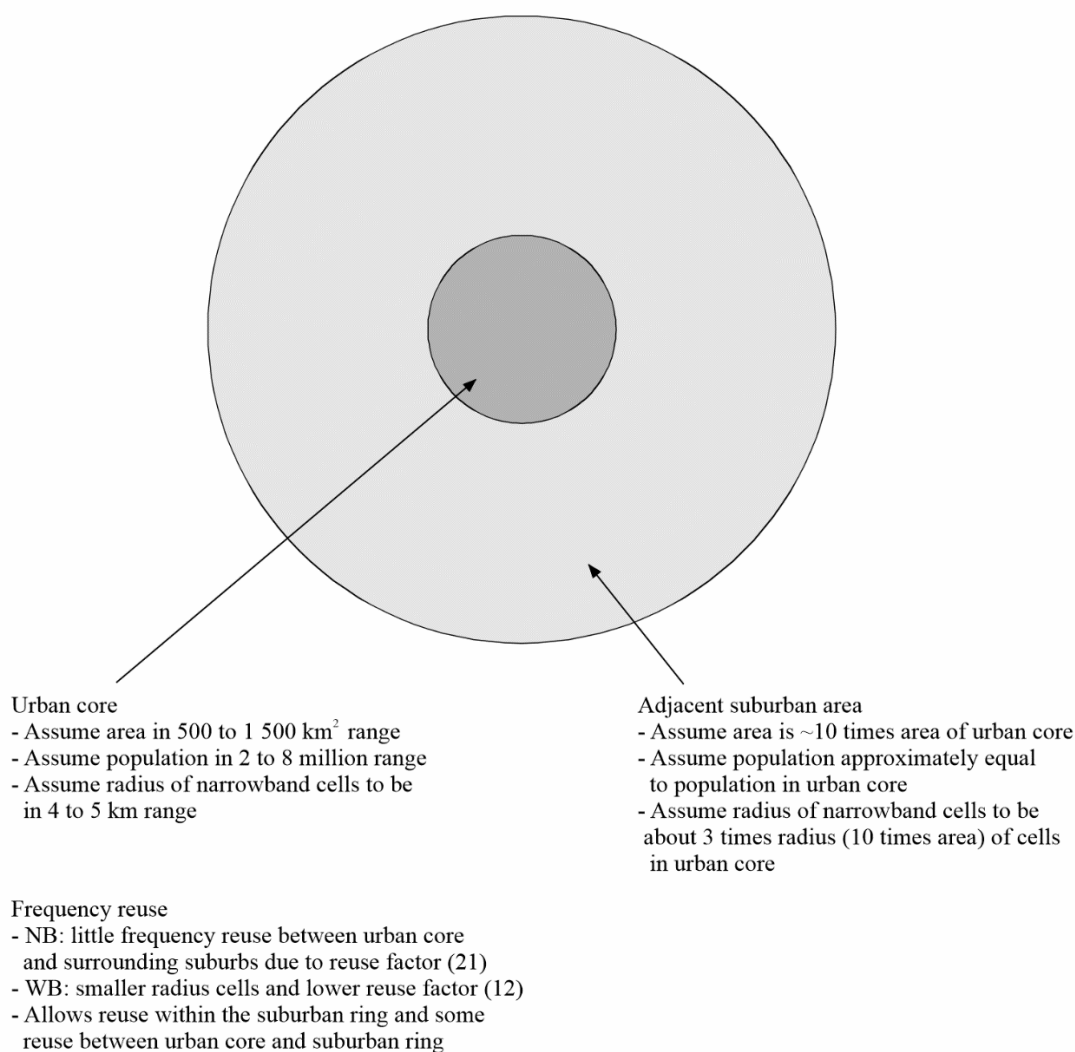 Urban core
- Assume area in 500 to 1 500 km² range
- Assume population in 2 to 8 million range
- Assume radius of narrowband cells to be
in 4 to 5 km range
Adjacent suburban area
- Assume area is ~10 times area of urban core
- Assume population approximately equal
to population in urban core
- Assume radius of narrowband cells to be
about 3 times radius (10 times area) of cells
in urban core
Frequency reuse
- NB: little frequency reuse between urban core
and surrounding suburbs due to reuse factor (21)
- WB: smaller radius cells and lower reuse factor (12)
- Allows reuse within the suburban ring and some
reuse between urban core and suburban ring